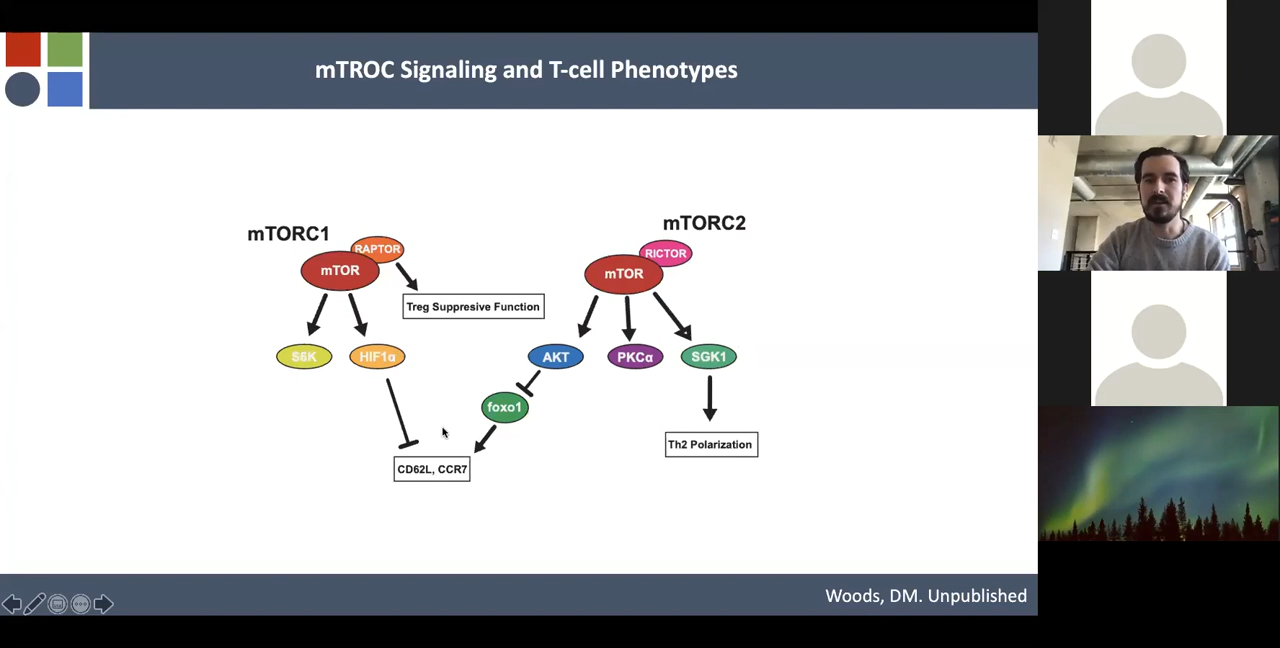 mTROC Signaling and T-cell Phenotypes
mTORC1
RAPTOR
mTOR
Treg Suppresive Function
S6K
HIF1α
mTORC2
RICTOR
mTOR
AKT
PKCα
SGK1
foxo1
CD62L, CCR7
Th2 Polarization
Woods, DM. Unpublished